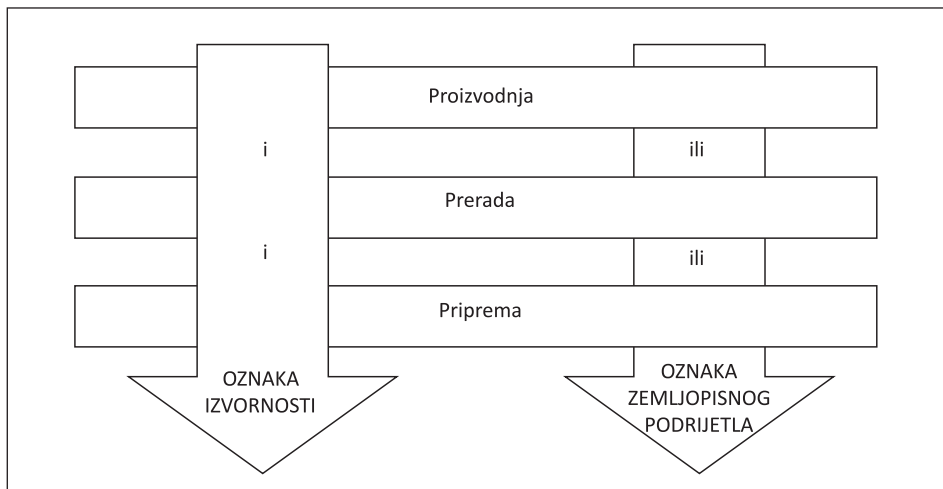 Proizvodnja
i
ili
Prerada
i
ili
Priprema
OZNAKA
IZVORNOSTI
OZNAKA
ZEMLJOPISNOG
PODRIJETLA